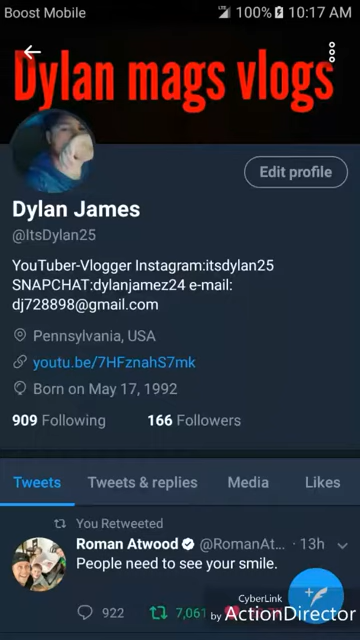 Boost Mobile LTE 100% 10:17 AM
Dylan mags vlogs
Edit profile
Dylan James
@ItsDylan25
YouTuber-Vlogger Instagram:itsdylan25
SNAPCHAT:dylanjamez24 e-mail:
dj728898@gmail.com
Pennsylvania, USA
youtu.be/7HFznahS7mk
Born on May 17, 1992
909 Following 166 Followers
Tweets Tweets & replies Media Likes
You Retweeted
Roman Atwood @RomanAt... · 13h
People need to see your smile.
922 7,061
CyberLink
by ActionDirector